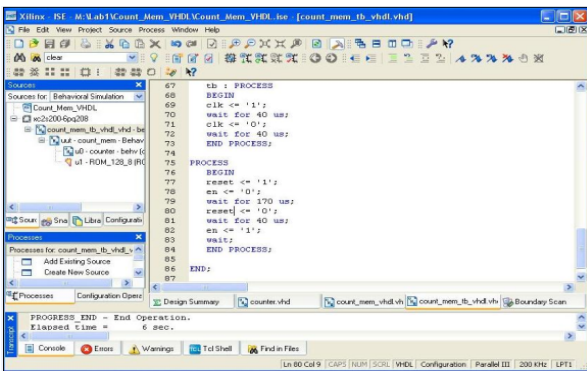 Xilinx - ISE - M:\Lab1\Count_Mem_VHDL\Count_Mem_VHDL.ise - [count_mem_tb_vhdl.vhd]
File Edit View Project Source Process Window Help
clear
Sources
Sources for: Behavioral Simulation
Count_Mem_VHDL
xc2s200-6pq208
count_mem_tb_vhdl_vhd - be
uut - count_mem - Behav
u0 - counter - behv (c
u1 - ROM_128_8 (R
Sour Sna Libra Configurati
Processes
Processes for: count_mem_tb_vhdl_v
Add Existing Source
Create New Source
Processes Configuration Opera
67 tb : PROCESS
68 BEGIN
69 clk <= '1';
70 wait for 40 us;
71 clk <= '0';
72 wait for 40 us;
73 END PROCESS;
74
75 PROCESS
76 BEGIN
77 reset <= '1';
78 en <= '0';
79 wait for 170 us;
80 reset <= '0';
81 wait for 40 us;
82 en <= '1';
83 wait;
84 END PROCESS;
85
86 END;
87
Design Summary counter.vhd count_mem_vhdl.vh count_mem_tb_vhdl.vh Boundary Scan
PROGRESS_END - End Operation.
Elapsed time = 6 sec.
Transcript
Console Errors Warnings Tcl Shell Find in Files
Ln 80 Col 9 CAPS NUM SCRL VHDL Configuration Parallel III 200 KHz LPT1